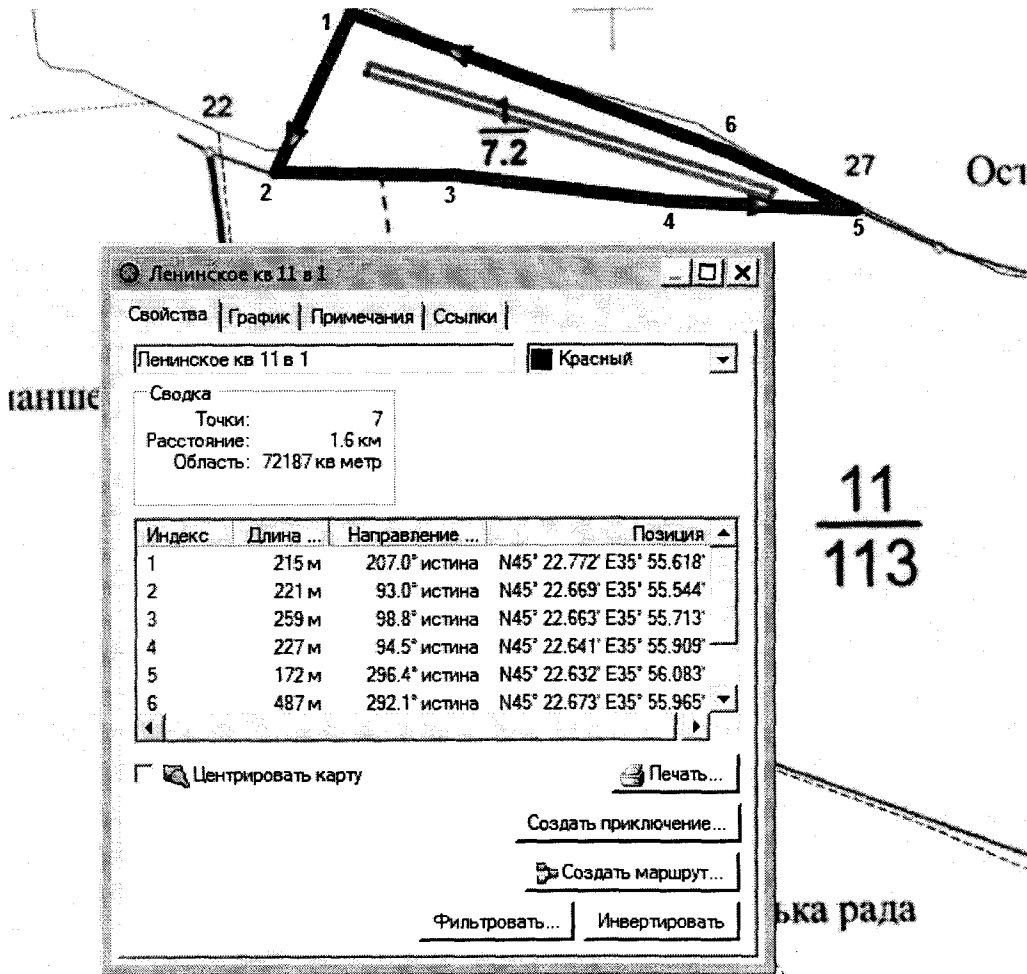 1
22
1
7.2
6
27
Ост
2
3
4
5
Ленинское кв 11 в 1
Свойства График Примечания Ссылки
Ленинское кв 11 в 1 Красный
Сводка
Точки: 7
Расстояние: 1.6 км
Область: 72187 кв метр
11
113
Индекс Длина ... Направление ... Позиция
1 215 м 207.0° истина N45° 22.772' E35° 55.618'
2 221 м 93.0° истина N45° 22.669' E35° 55.544'
3 259 м 98.8° истина N45° 22.663' E35° 55.713'
4 227 м 94.5° истина N45° 22.641' E35° 55.909'
5 172 м 296.4° истина N45° 22.632' E35° 56.083'
6 487 м 292.1° истина N45° 22.673' E35° 55.965'
Центрировать карту Печать...
Создать приключение...
Создать маршрут...
Фильтровать... Инвертировать
ька рада